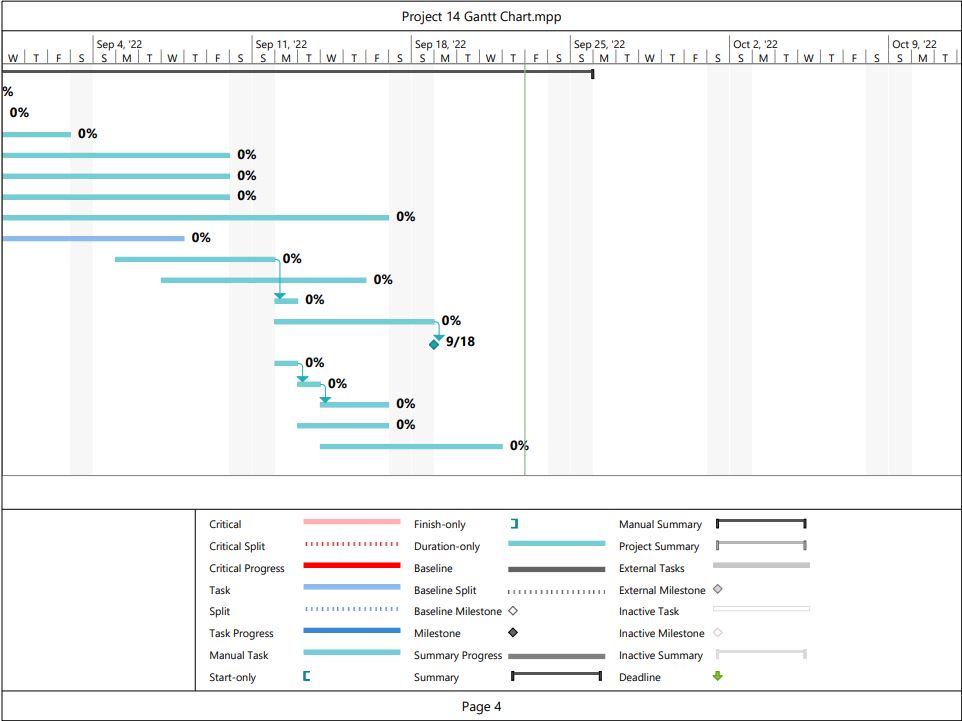 Project 14 Gantt Chart.mpp
Sep 4, '22 Sep 11, '22 Sep 18, '22 Sep 25, '22 Oct 2, '22 Oct 9, '22
W T F S S M T W T F S S M T W T F S S M T W T F S S M T W T F S S M T W T F S S M T
%
0%
0%
0%
0%
0%
0%
0%
0%
0%
0%
0%
9/18
0%
0%
0%
0%
0%
Critical Finish-only Manual Summary
Critical Split Duration-only Project Summary
Critical Progress Baseline External Tasks
Task Baseline Split External Milestone
Split Baseline Milestone Inactive Task
Task Progress Milestone Inactive Milestone
Manual Task Summary Progress Inactive Summary
Start-only Summary Deadline
Page 4